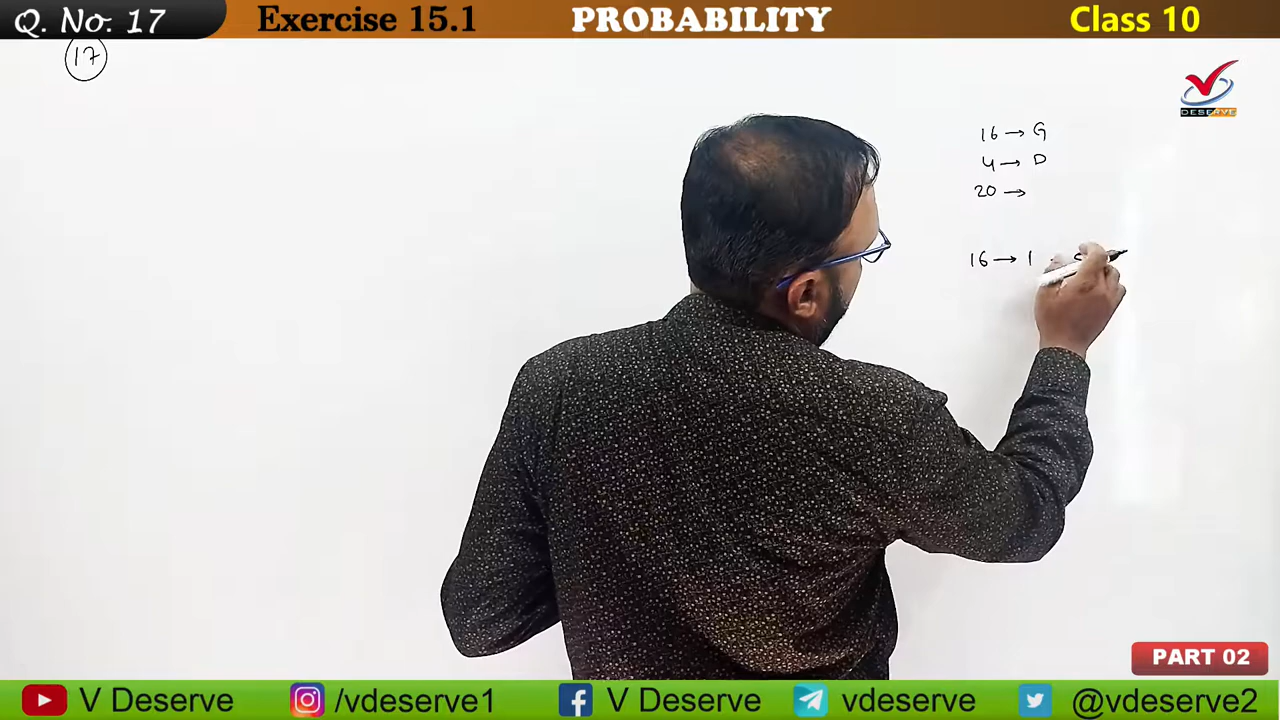 Q. No. 17
Exercise 15.1
PROBABILITY
Class 10
17
DESERVE
16 → G
4 → D
20 →
16 → 1
PART 02
V Deserve
/vdeserve1
V Deserve
vdeserve
@vdeserve2